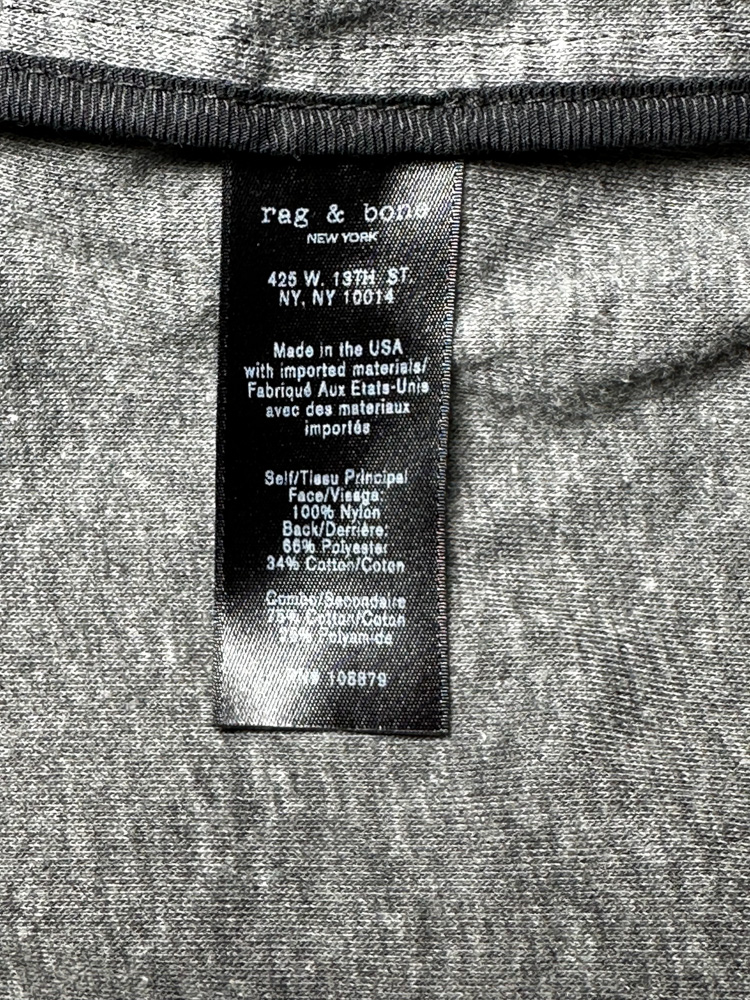 rag & bone
NEW YORK
425 W. 13TH. ST.
NY, NY 10014
Made in the USA
with imported materials/
Fabriqué Aux Etats-Unis
avec des materiaux
importés
Self/Tissu Principal
Face/Visage:
100% Nylon
Back/Derrière:
66% Polyester
34% Cotton/Coton
Combo/Secondaire
Cotton/Coton
Polyamide
106879